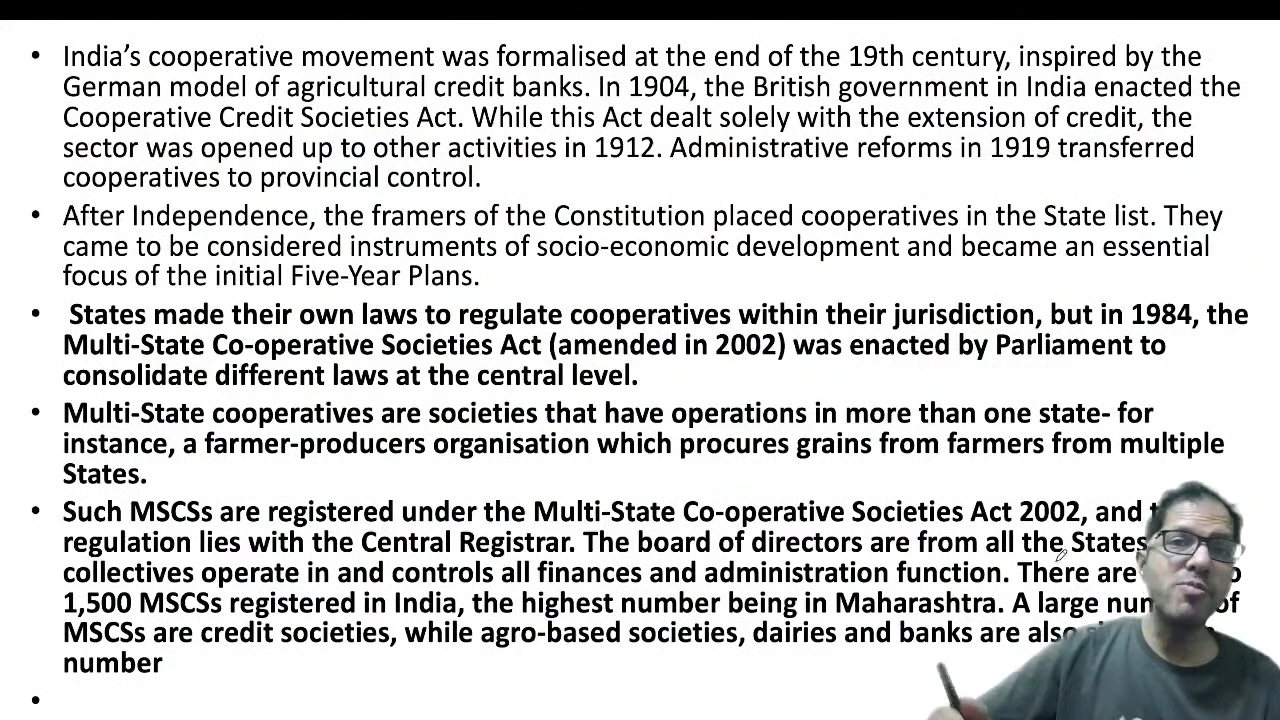 • India’s cooperative movement was formalised at the end of the 19th century, inspired by the
German model of agricultural credit banks. In 1904, the British government in India enacted the
Cooperative Credit Societies Act. While this Act dealt solely with the extension of credit, the
sector was opened up to other activities in 1912. Administrative reforms in 1919 transferred
cooperatives to provincial control.
• After Independence, the framers of the Constitution placed cooperatives in the State list. They
came to be considered instruments of socio-economic development and became an essential
focus of the initial Five-Year Plans.
• States made their own laws to regulate cooperatives within their jurisdiction, but in 1984, the
Multi-State Co-operative Societies Act (amended in 2002) was enacted by Parliament to
consolidate different laws at the central level.
• Multi-State cooperatives are societies that have operations in more than one state- for
instance, a farmer-producers organisation which procures grains from farmers from multiple
States.
• Such MSCSs are registered under the Multi-State Co-operative Societies Act 2002, and
regulation lies with the Central Registrar. The board of directors are from all the States
collectives operate in and controls all finances and administration function. There are
1,500 MSCSs registered in India, the highest number being in Maharashtra. A large of
MSCSs are credit societies, while agro-based societies, dairies and banks are also
number
•